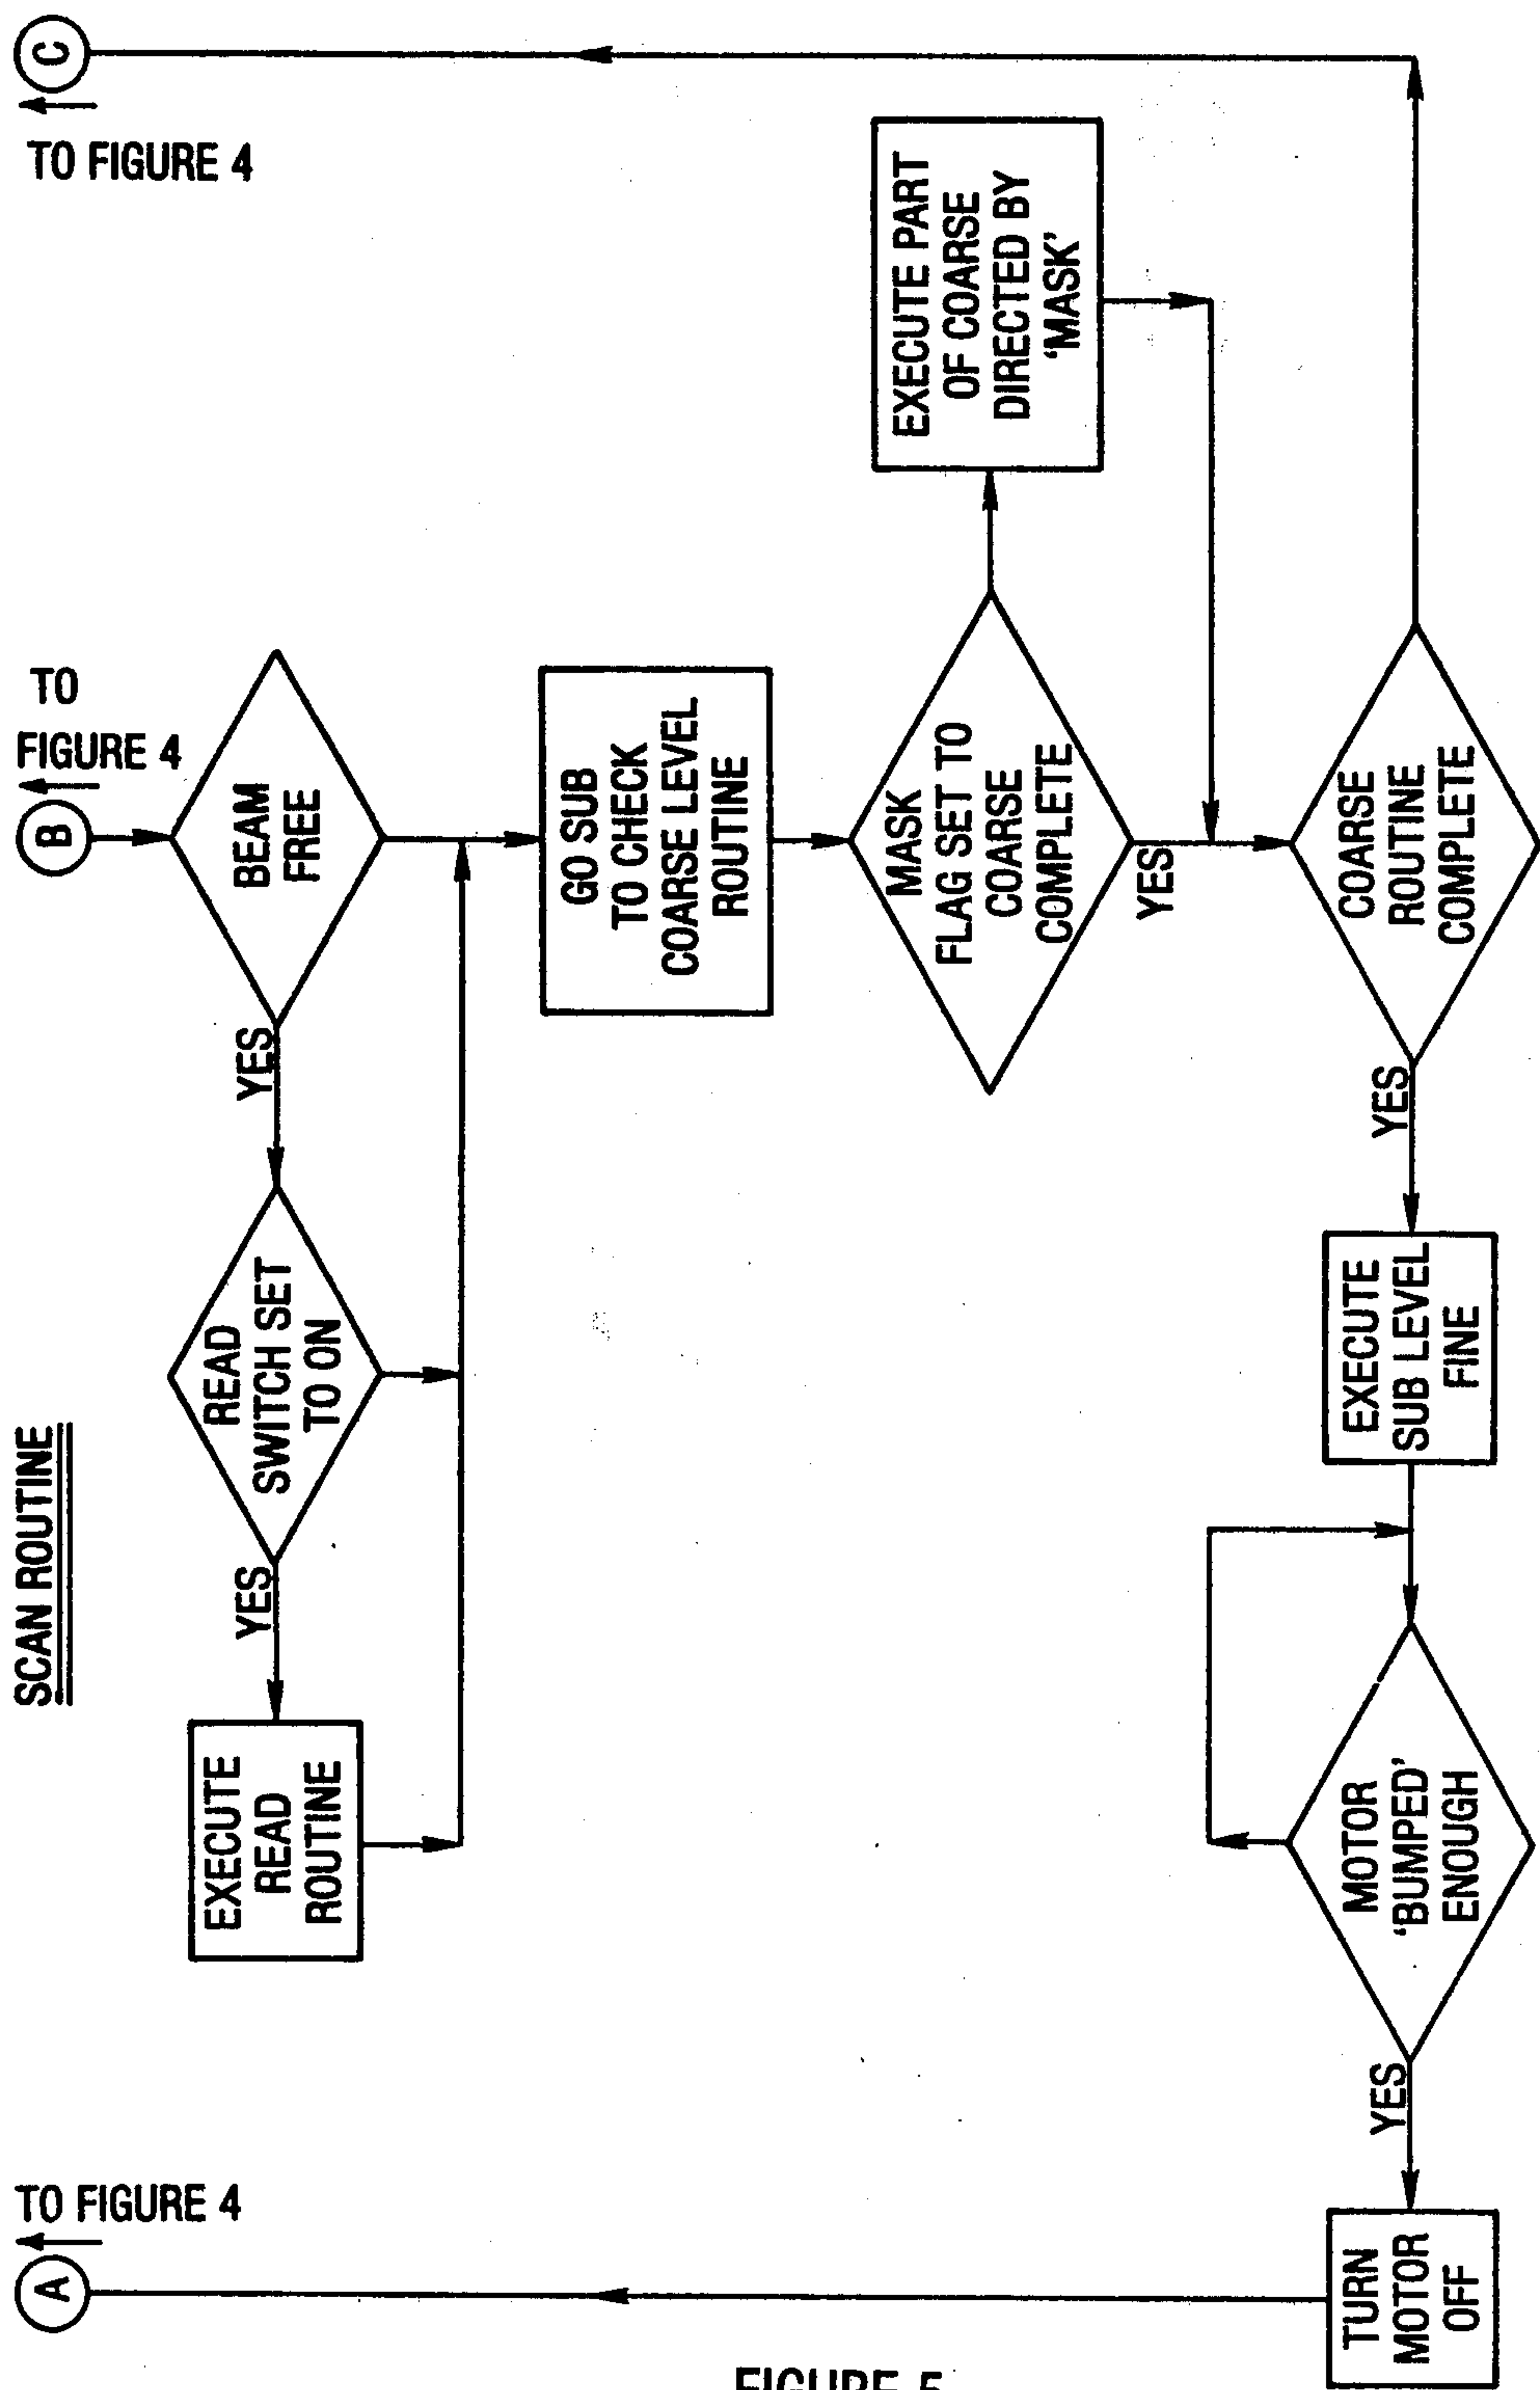 SCAN ROUTINE
TO FIGURE 4
A
TO
FIGURE 4
B
TO FIGURE 4
C
BEAM
FREE
YES
READ
SWITCH SET
TO ON
YES
EXECUTE
READ
ROUTINE
GO SUB
TO CHECK
COARSE LEVEL
ROUTINE
MASK
FLAG SET TO
COARSE
COMPLETE
YES
EXECUTE PART
OF COARSE
DIRECTED BY
'MASK'
COARSE
ROUTINE
COMPLETE
YES
EXECUTE
SUB LEVEL
FINE
MOTOR
'BUMPED'
ENOUGH
YES
TURN
MOTOR
OFF
FIGURE 5